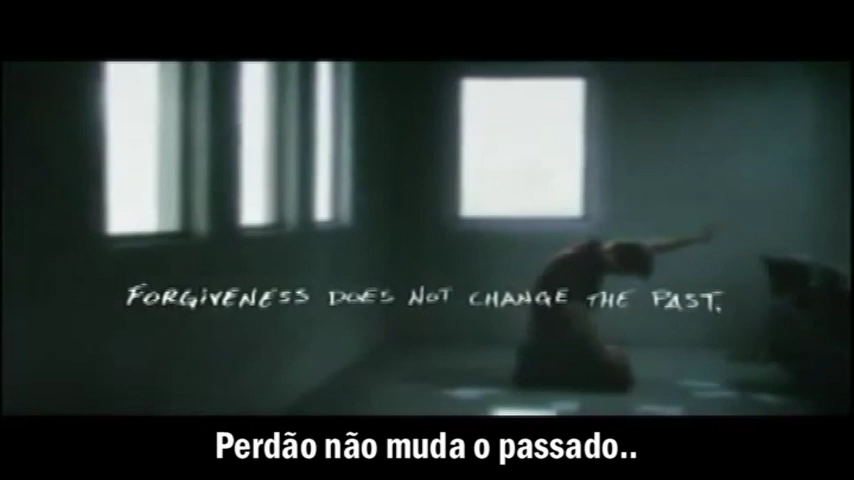 FORGIVENESS DOES NOT CHANGE THE PAST.
Perdão não muda o passado..